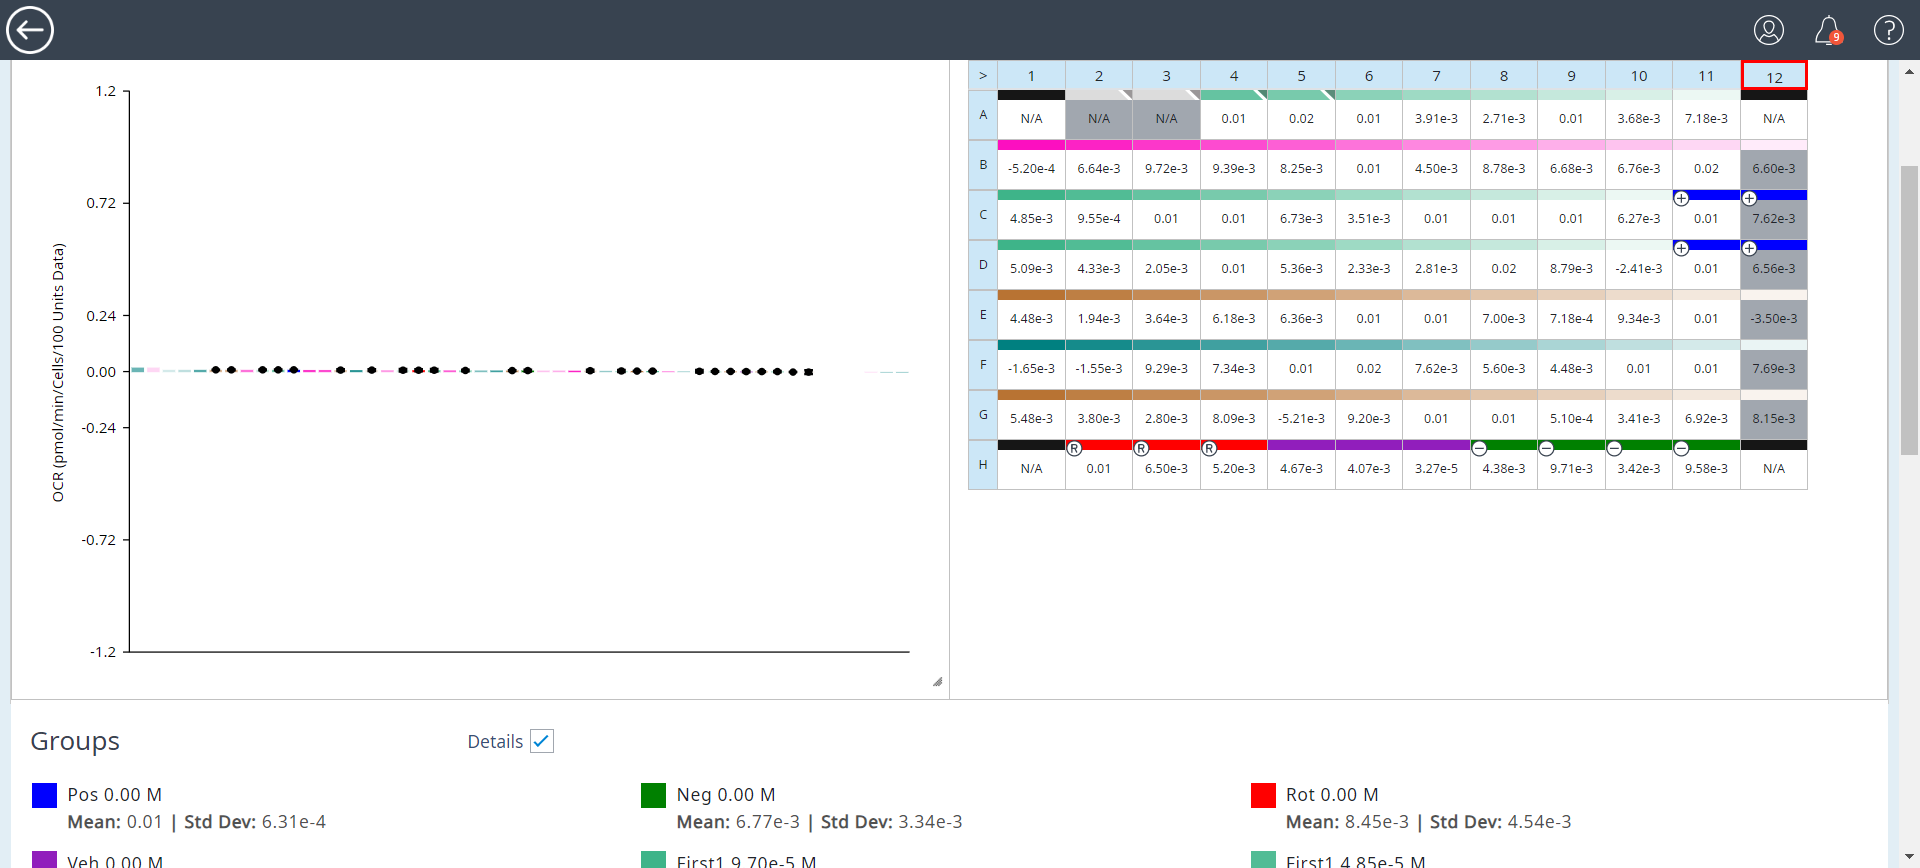 9
1.2
0.72
0.24
0.00
-0.24
-0.72
-1.2
OCR (pmol/min/Cells/100 Units Data)
> 1 2 3 4 5 6 7 8 9 10 11 12
A N/A N/A N/A 0.01 0.02 0.01 3.91e-3 2.71e-3 0.01 3.68e-3 7.18e-3 N/A
B -5.20e-4 6.64e-3 9.72e-3 9.39e-3 8.25e-3 0.01 4.50e-3 8.78e-3 6.68e-3 6.76e-3 0.02 6.60e-3
C 4.85e-3 9.55e-4 0.01 0.01 6.73e-3 3.51e-3 0.01 0.01 0.01 6.27e-3 0.01 7.62e-3
D 5.09e-3 4.33e-3 2.05e-3 0.01 5.36e-3 2.33e-3 2.81e-3 0.02 8.79e-3 -2.41e-3 0.01 6.56e-3
E 4.48e-3 1.94e-3 3.64e-3 6.18e-3 6.36e-3 0.01 0.01 7.00e-3 7.18e-4 9.34e-3 0.01 -3.50e-3
F -1.65e-3 -1.55e-3 9.29e-3 7.34e-3 0.01 0.02 7.62e-3 5.60e-3 4.48e-3 0.01 0.01 7.69e-3
G 5.48e-3 3.80e-3 2.80e-3 8.09e-3 -5.21e-3 9.20e-3 0.01 0.01 5.10e-4 3.41e-3 6.92e-3 8.15e-3
R R R
H N/A 0.01 6.50e-3 5.20e-3 4.67e-3 4.07e-3 3.27e-5 4.38e-3 9.71e-3 3.42e-3 9.58e-3 N/A
Groups Details
Pos 0.00 M
Mean: 0.01 | Std Dev: 6.31e-4
Neg 0.00 M
Mean: 6.77e-3 | Std Dev: 3.34e-3
Rot 0.00 M
Mean: 8.45e-3 | Std Dev: 4.54e-3
Veh 0.00 M
First1 9.70e-5 M
First1 4.85e-5 M